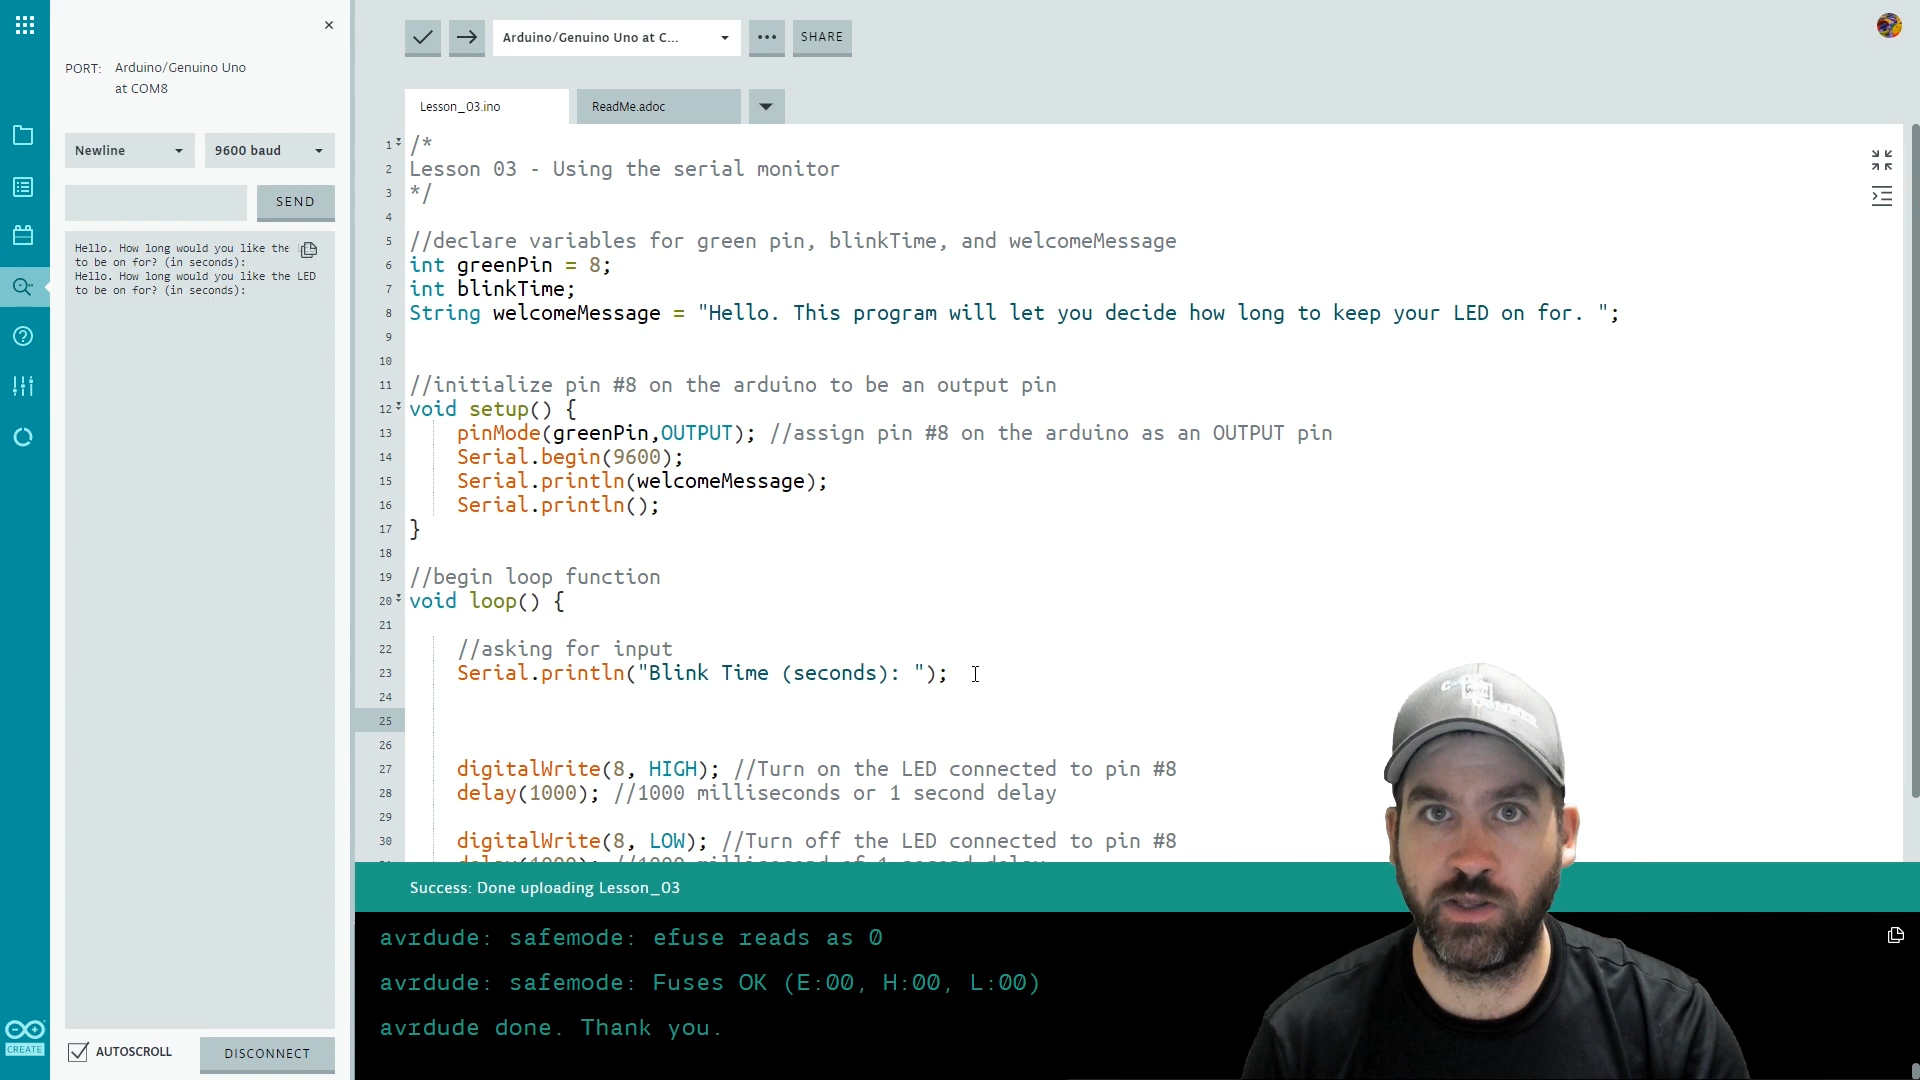 PORT: Arduino/Genuino Uno
at COM8
Newline
9600 baud
SEND
Hello. How long would you like the
to be on for? (in seconds):
Hello. How long would you like the LED
to be on for? (in seconds):
AUTOSCROLL
DISCONNECT
CREATE
Arduino/Genuino Uno at C...
SHARE
Lesson_03.ino
ReadMe.adoc
1 /*
2 Lesson 03 - Using the serial monitor
3 */
4
5 //declare variables for green pin, blinkTime, and welcomeMessage
6 int greenPin = 8;
7 int blinkTime;
8 String welcomeMessage = "Hello. This program will let you decide how long to keep your LED on for. ";
9
10
11 //initialize pin #8 on the arduino to be an output pin
12 void setup() {
13 pinMode(greenPin,OUTPUT); //assign pin #8 on the arduino as an OUTPUT pin
14 Serial.begin(9600);
15 Serial.println(welcomeMessage);
16 Serial.println();
17 }
18
19 //begin loop function
20 void loop() {
21
22 //asking for input
23 Serial.println("Blink Time (seconds): ");
24
25
26
27 digitalWrite(8, HIGH); //Turn on the LED connected to pin #8
28 delay(1000); //1000 milliseconds or 1 second delay
29
30 digitalWrite(8, LOW); //Turn off the LED connected to pin #8
Success: Done uploading Lesson_03
avrdude: safemode: efuse reads as 0
avrdude: safemode: Fuses OK (E:00, H:00, L:00)
avrdude done. Thank you.